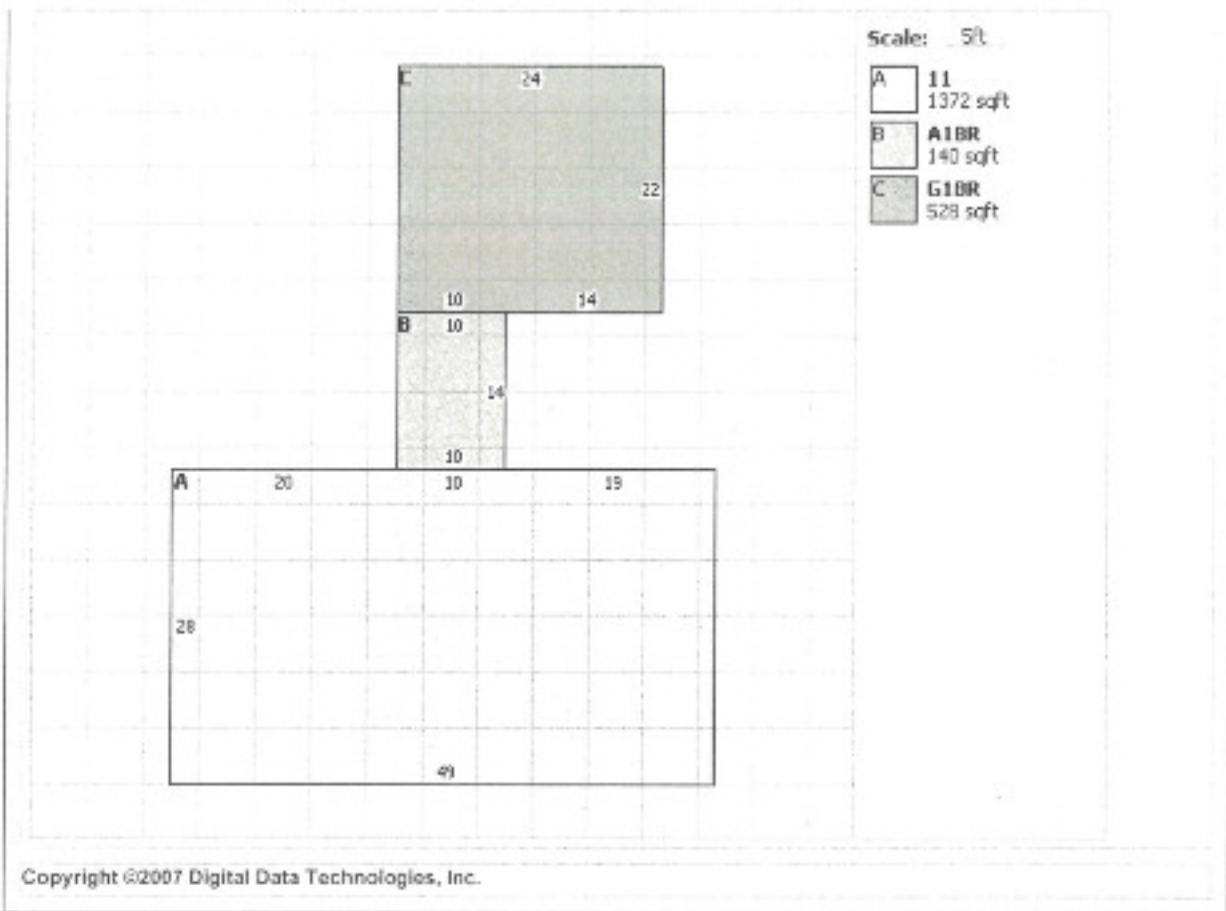 Scale: 5ft
A 11
1372 sqft
B A1BR
140 sqft
C G1BR
528 sqft
C 24
22
10 14
B 10
14
10
A 20 10 19
28
49
Copyright ©2007 Digital Data Technologies, Inc.